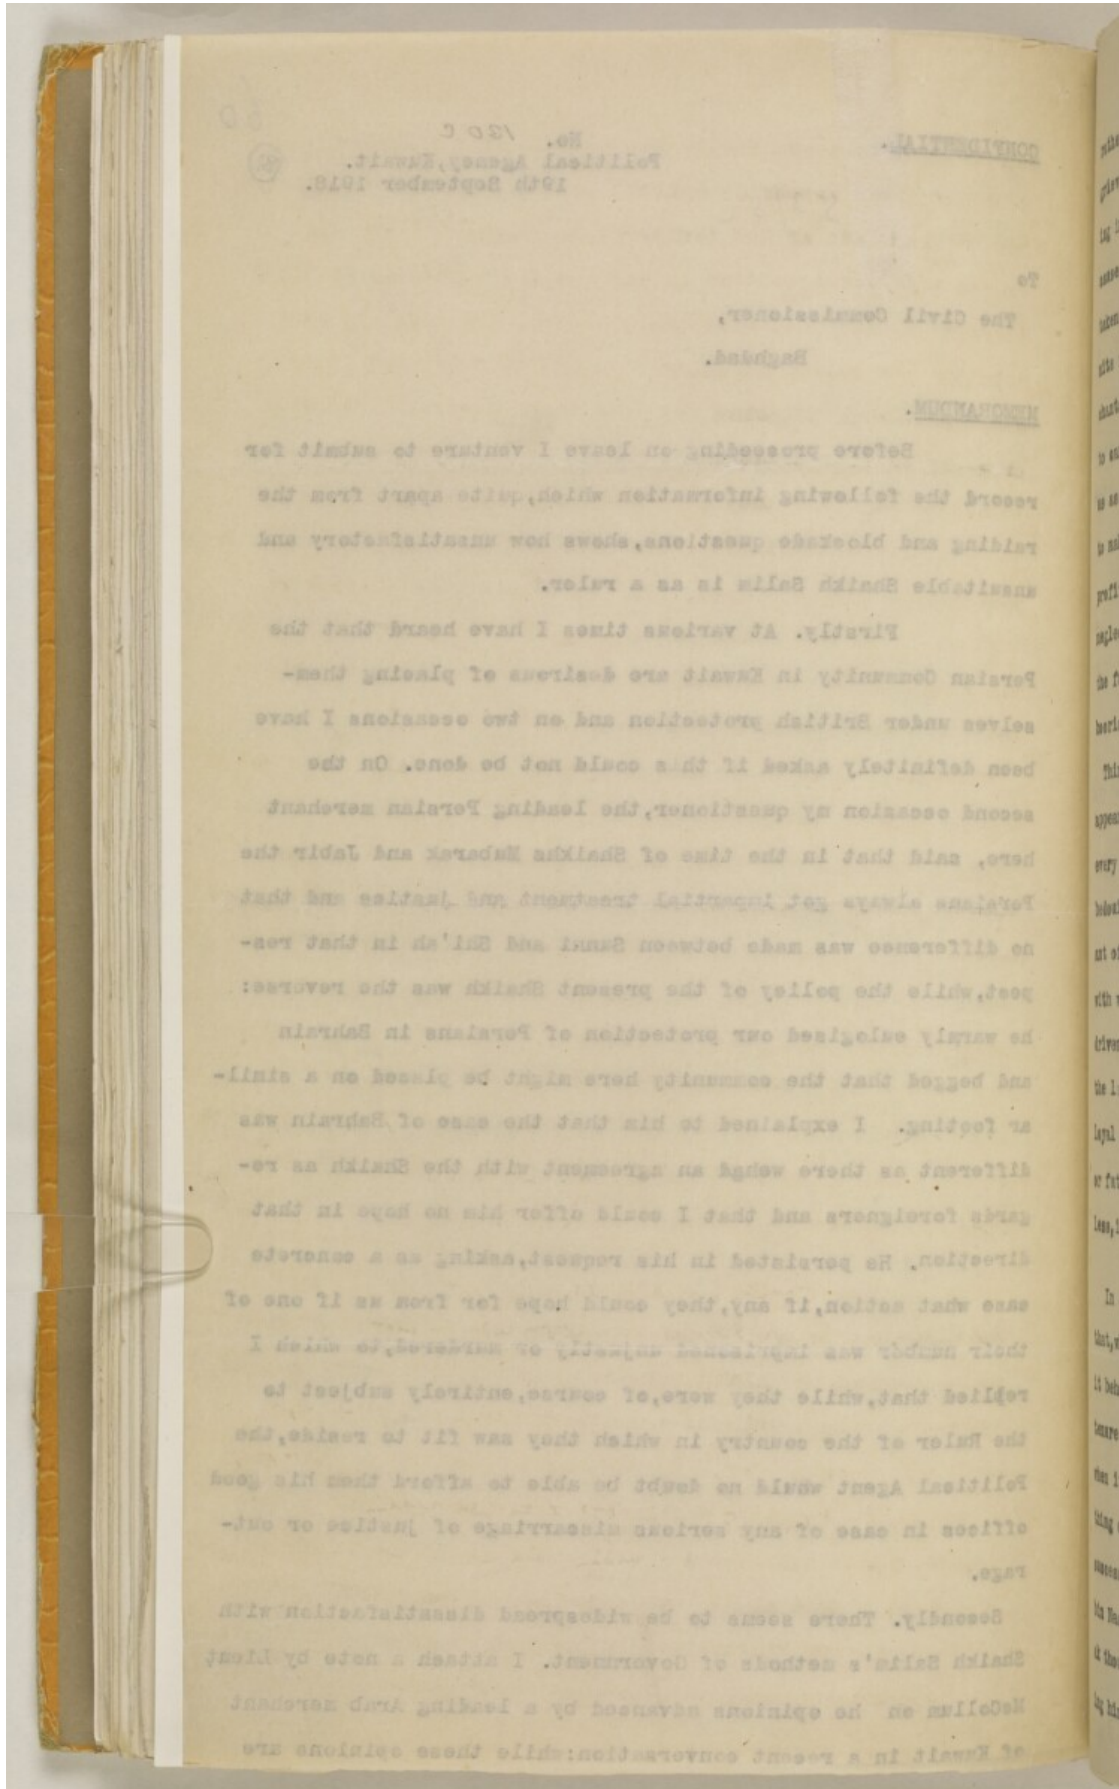 CONFIDENTIAL.
No. 120 C
Political Agency, Kuwait.
19th September 1918.
60
To
The Civil Commissioner,
Baghdad.
MEMORANDUM.
Before proceeding on leave I venture to submit for
record the following information which,quite apart from the
raiding and blockade questions,shews how unsatisfactory and
unsuitable Shaikh Salim is as a ruler.
Firstly. At various times I have heard that the
Persian Community in Kuwait are desirous of placing them-
selves under British protection and on two occasions I have
been definitely asked if this could not be done. On the
second occasion my questioner,the leading Persian merchant
here, said that in the time of Shaikhs Mubarak and Jabir the
Persians always got impartial treatment and justice and that
no difference was made between Sunni and Shi'ah in that res-
pect,while the policy of the present Shaikh was the reverse:
he warmly eulogised our protection of Persians in Bahrain
and begged that the community here might be placed on a simil-
ar footing. I explained to him that the case of Bahrain was
different as there wehad an agreement with the Shaikh as re-
gards foreigners and that I could offer him no hope in that
direction. He persisted in his request,asking as a concrete
case what action,if any,they could hope for from us if one of
their number was imprisoned unjustly or murdered,to which I
replied that,while they were,of course,entirely subject to
the Ruler of the country in which they saw fit to reside,the
Political Agent would no doubt be able to afford them his good
offices in case of any serious miscarriage of justice or out-
rage.
Secondly. There seems to be widespread dissatisfaction with
Shaikh Salim's methods of Government. I attach a note by Lieut
McCollum on he opinions advanced by a leading Arab merchant
of Kuwait in a recent conversation:while these opinions are